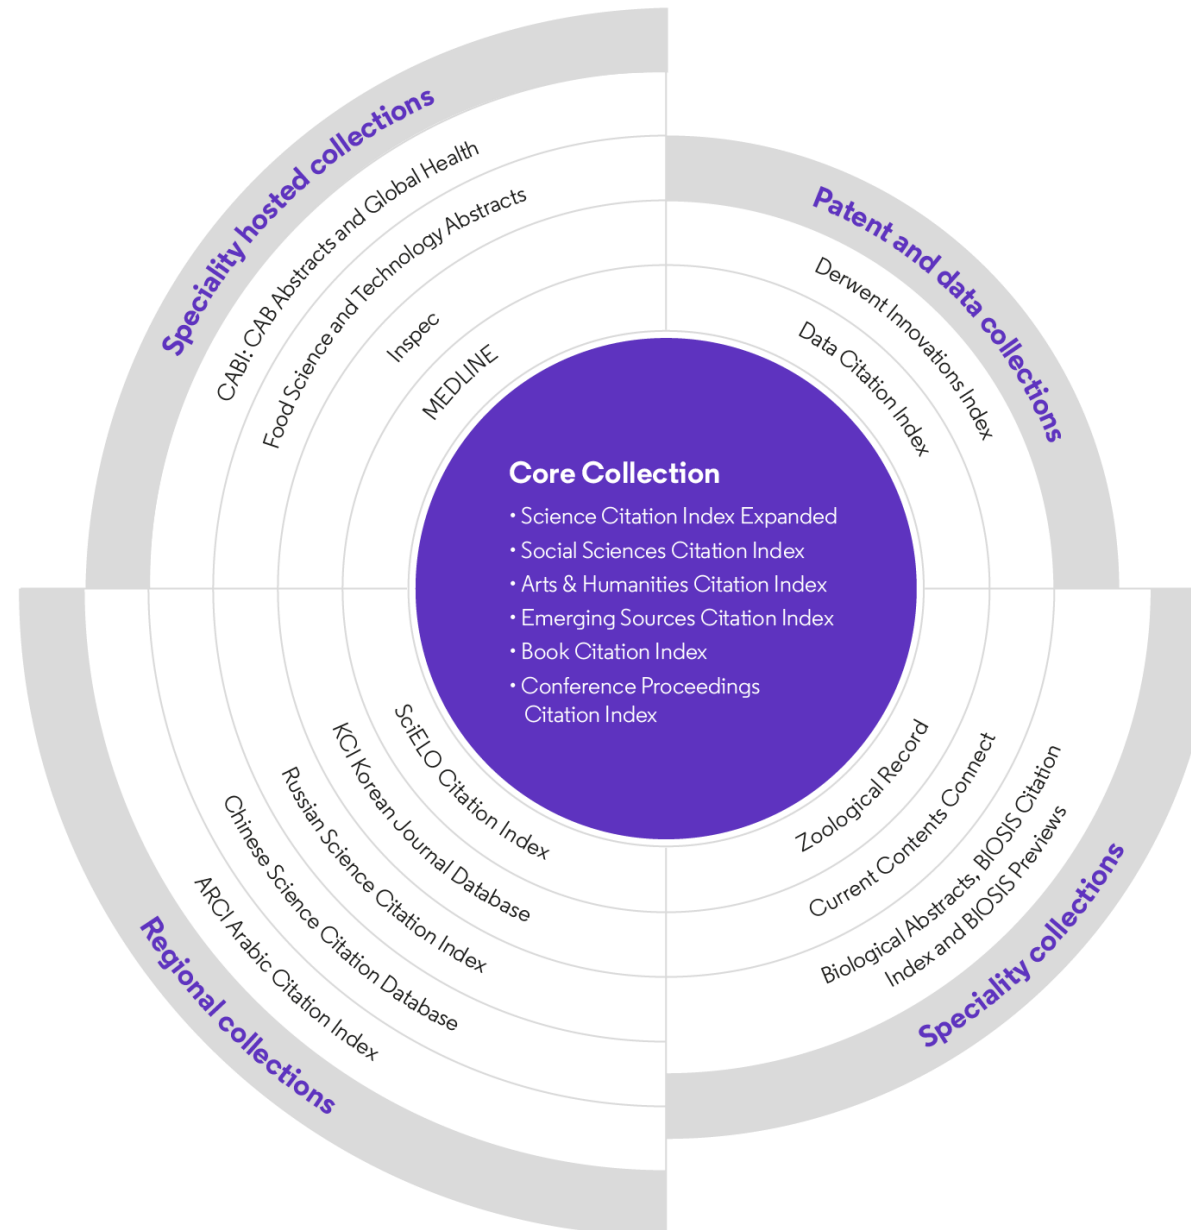 Speciality hosted collections
CABI: CAB Abstracts and Global Health
Food Science and Technology Abstracts
Inspec
MEDLINE
Patent and data collections
Derwent Innovations Index
Data Citation Index
Core Collection
• Science Citation Index Expanded
• Social Sciences Citation Index
• Arts & Humanities Citation Index
• Emerging Sources Citation Index
• Book Citation Index
• Conference Proceedings
Citation Index
SciELO Citation Index
KCI Korean Journal Database
Russian Science Citation Index
Chinese Science Citation Database
ARCI Arabic Citation Index
Regional collections
Zoological Record
Current Contents Connect
Biological Abstracts, BIOSIS Citation
Index and BIOSIS Previews
Speciality collections